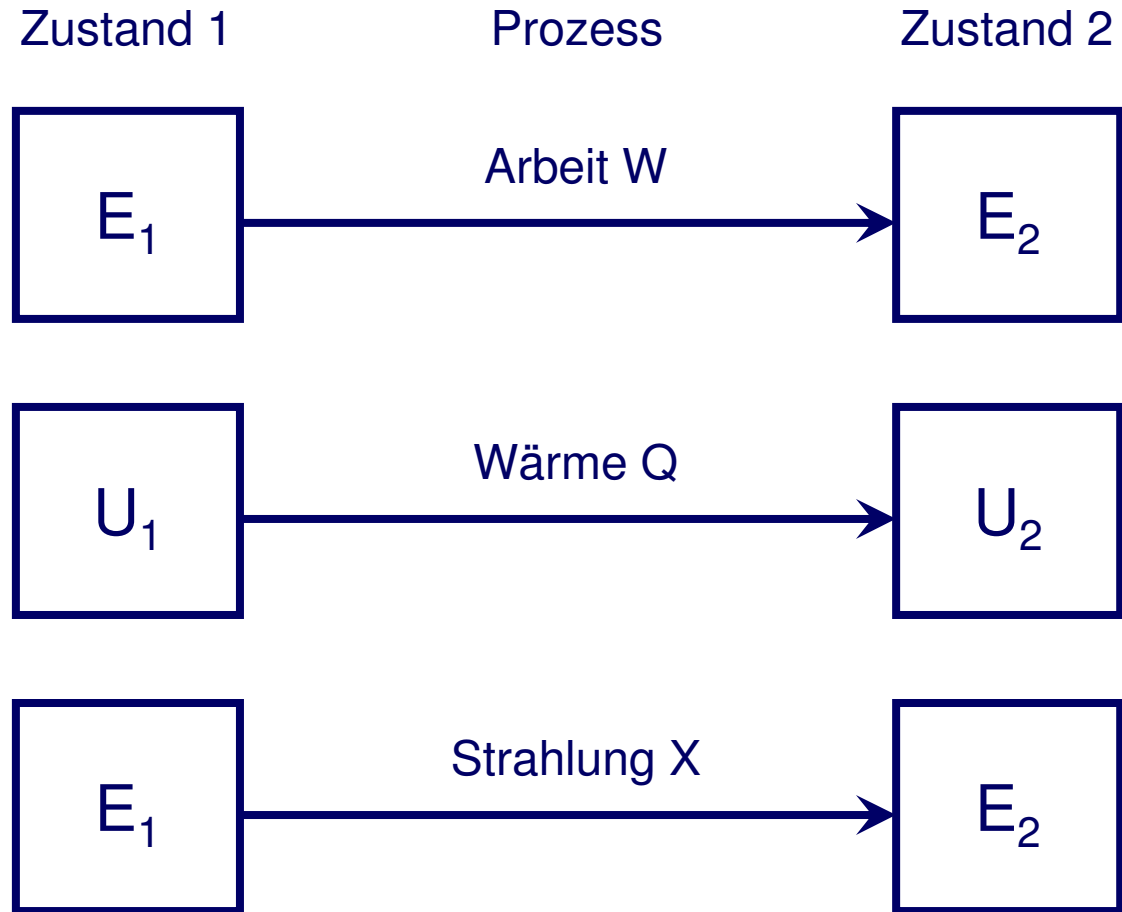 Zustand 1 Prozess Zustand 2
Arbeit W
E₁ E₂
Wärme Q
U₁ U₂
Strahlung X
E₁ E₂